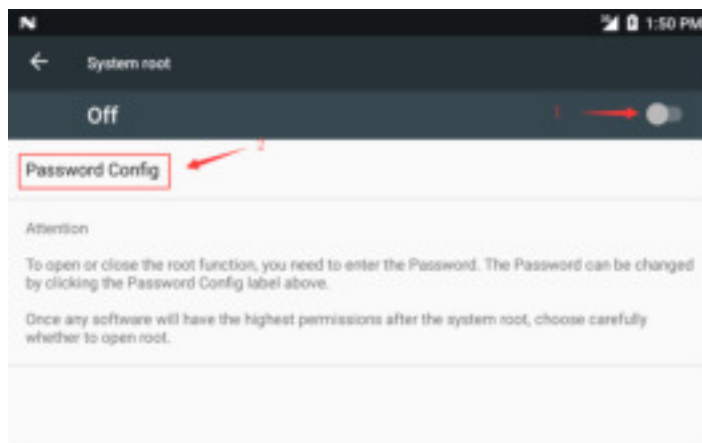 1:50 PM
System root
Off
1
2
Password Config
Attention
To open or close the root function, you need to enter the Password. The Password can be changed
by clicking the Password Config label above.
Once any software will have the highest permissions after the system root, choose carefully
whether to open root.